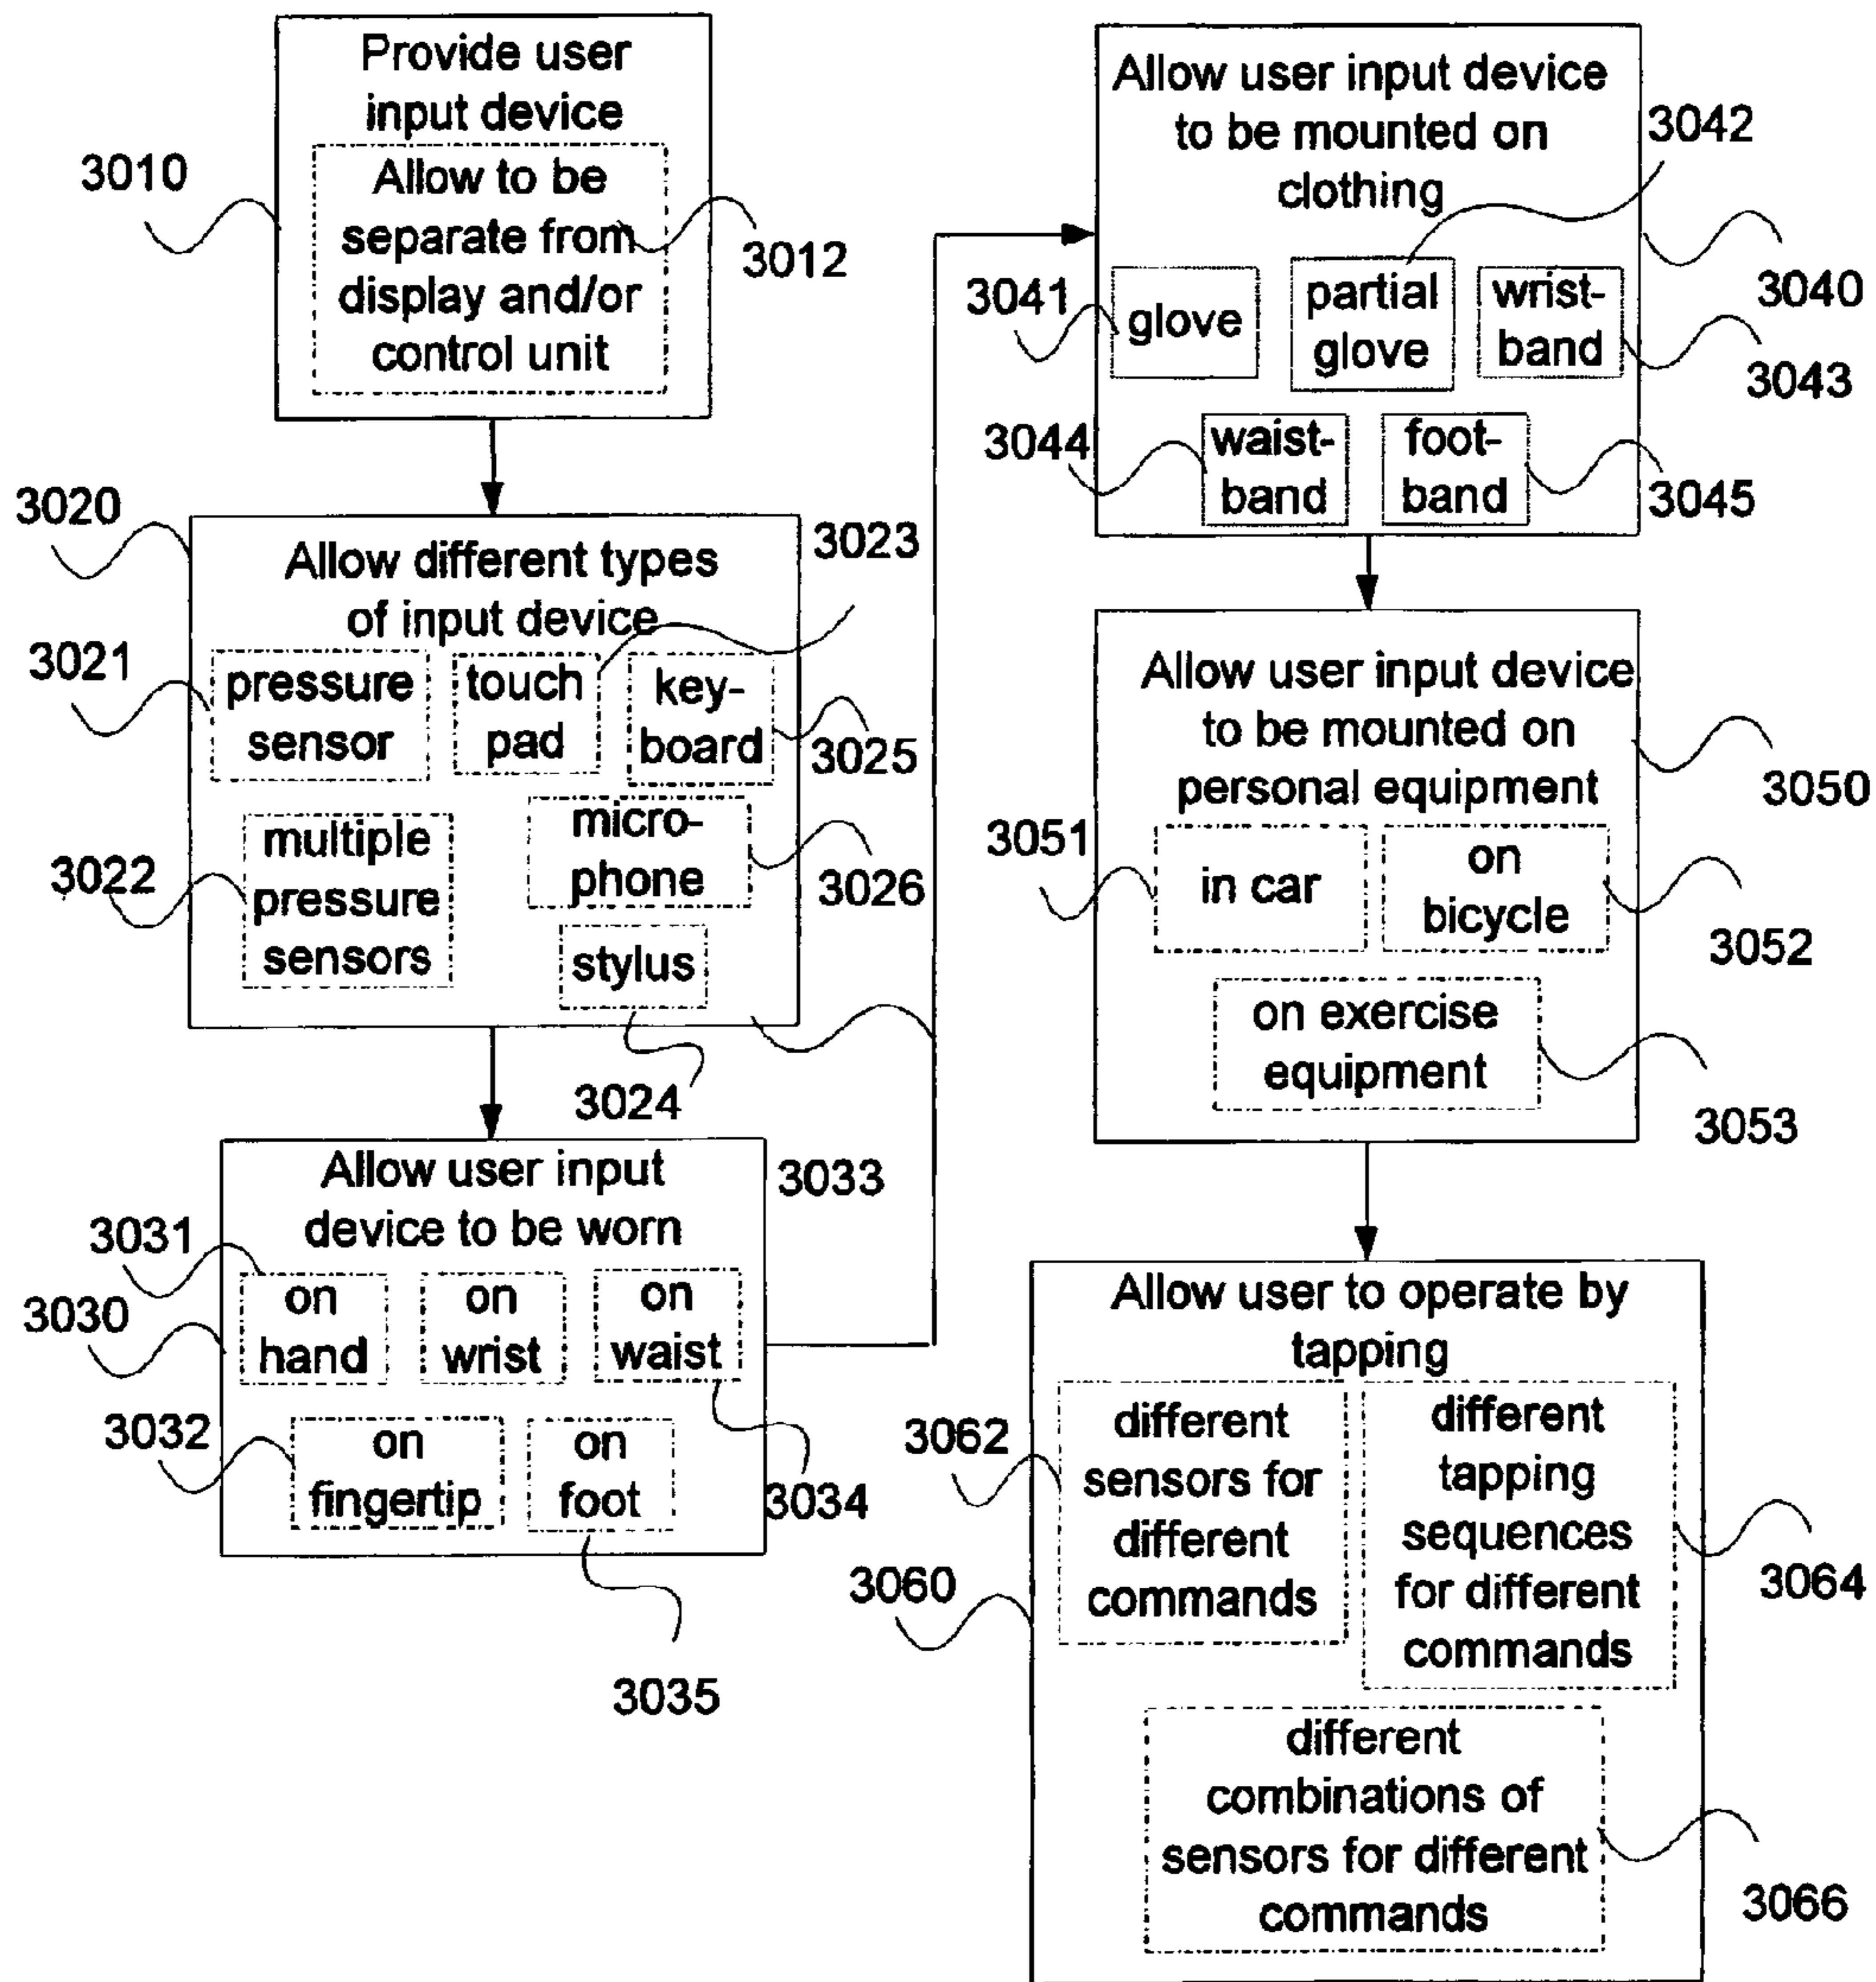 Provide user
input device
Allow to be
separate from
display and/or
control unit
3010
3012
3020
Allow different types
of input device
3023
3021
pressure
sensor
touch
pad
key-
board
3025
3022
multiple
pressure
sensors
micro-
phone
3026
stylus
3024
Allow user input
device to be worn
3033
3031
3030
on
hand
on
wrist
on
waist
3032
on
fingertip
on
foot
3034
3035
Allow user input device
to be mounted on
clothing
3042
3040
3041
glove
partial
glove
wrist-
band
3043
3044
waist-
band
foot-
band
3045
Allow user input device
to be mounted on
personal equipment
3050
3051
in car
on
bicycle
3052
on exercise
equipment
3053
Allow user to operate by
tapping
3062
different
sensors for
different
commands
different
tapping
sequences
for different
commands
3060
3064
different
combinations of
sensors for different
commands
3066